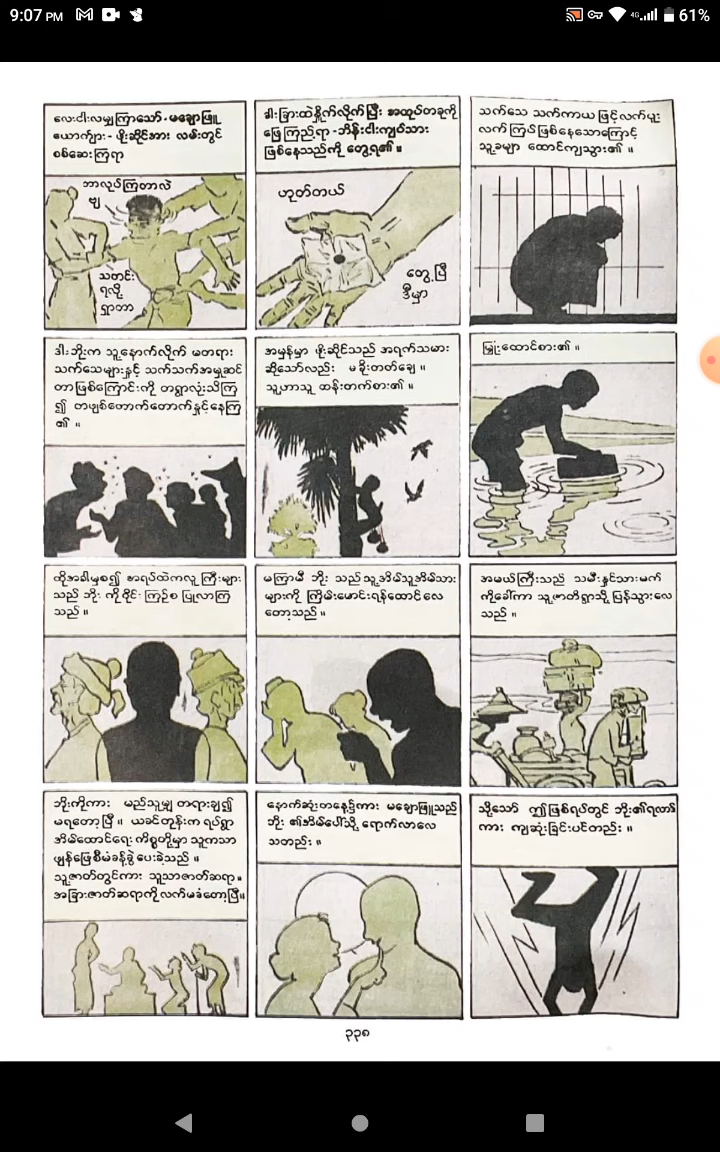 9:07 PM
4G 61%
လေးငါးလမျှကြာသော် - မချောဖြူ
ယောက်ျား - ဖိုးဆိုင်အား လမ်းတွင်
စစ်ဆေးကြရာ
ဘာလုပ်ကြတာလဲ
ဗျ
သတင်း
ရလို့
ရှာတာ
ခါးခြားထဲနှိုက်လိုက်ပြီး အထုပ်တခုကို
ဖြေကြည့်ရာ - ဘိန်းငါးကျပ်သား
ဖြစ်နေသည်ကို တွေ့ရ၏ ။
ဟုတ်တယ်
တွေ့ပြီ
ဒီမှာ
သက်သေ သက်ကာယ ဖြင့်လက်ပူး
လက်ကြပ်ဖြစ်နေသောကြောင့်
သူ့ခမျာ ထောင်ကျသွား၏ ။
ဒါးဘိုးက သူ့နောက်လိုက် မတရား
သက်သေများနှင့် သက်သက်အမှုဆင်
တာဖြစ်ကြောင်းကို တရွာလုံးသိကြ
၍ တဖျစ်တောက်တောက်နှင့်နေကြ
၏ ။
အမှန်မှာ ဖိုးဆိုင်သည် အရက်သမား
ဆိုသော်လည်း မခိုးတတ်ချေ ။
သူ့ဟာသူ ထန်းတက်စား၏ ။
မြှုံးထောင်စား၏ ။
ထိုအခါမှစ၍ အရပ်ထဲကလူ ကြီးများ
သည် ဘိုး ကိုဝိုင်း ကြဉ်စ ပြုလာကြ
သည် ။
မကြာမီ ဘိုး သည်သူ့အိမ်သူအိမ်သား
များကို ကြိမ်းမောင်းရန်ထောင်လေ
တော့သည် ။
အမယ်ကြီးသည် သမီးနှင့်သားမက်
ကိုခေါ်ကာ သူ့ဇာတိရွာသို့ ပြန်သွားလေ
သည် ။
ဘိုးကိုကား မည်သူမျှ တရားချ၍
မရတော့ပြီ ။ ယခင်တုန်းက ရပ်ရွာ
အိမ်ထောင်ရေး ကိစ္စတို့မှာ သူကသာ
ဖျန်ဖြေစီမံခန့်ခွဲ ပေးခဲ့သည် ။
သူ့ဇာတ်တွင်ကား သူသာဇာတ်ဆရာ ။
အခြားဇာတ်ဆရာကိုလက်မခံတော့ပြီ ။
နောက်ဆုံးတနေ့၌ကား မချောဖြူသည်
ဘိုး ၏အိမ်ပေါ်သို့ ရောက်လာလေ
သတည်း ။
သို့သော် ဤဖြစ်ရပ်တွင် ဘိုး၏ရလာဒ်
ကား ကျဆုံးခြင်းပင်တည်း ။
၃၃၈